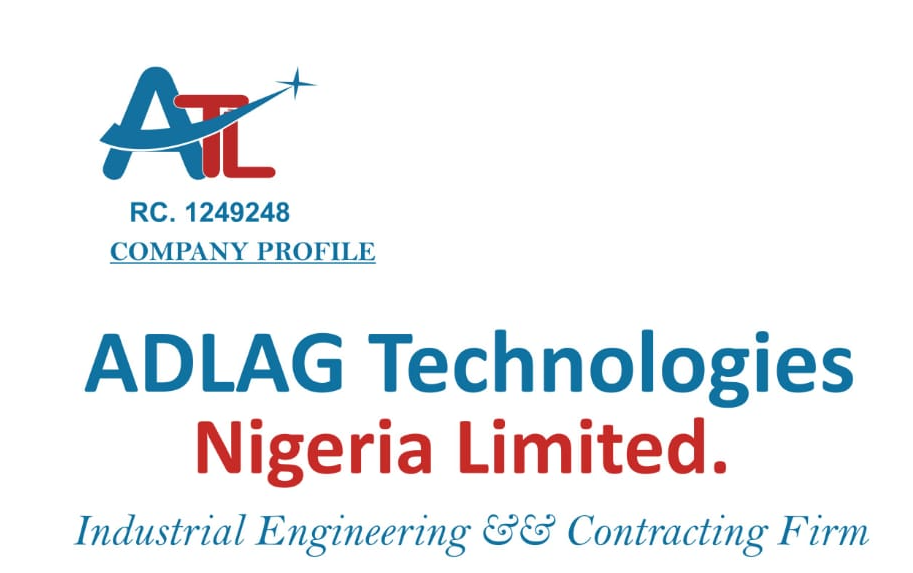 ATL
RC. 1249248
COMPANY PROFILE
ADLAG Technologies
Nigeria Limited.
Industrial Engineering && Contracting Firm